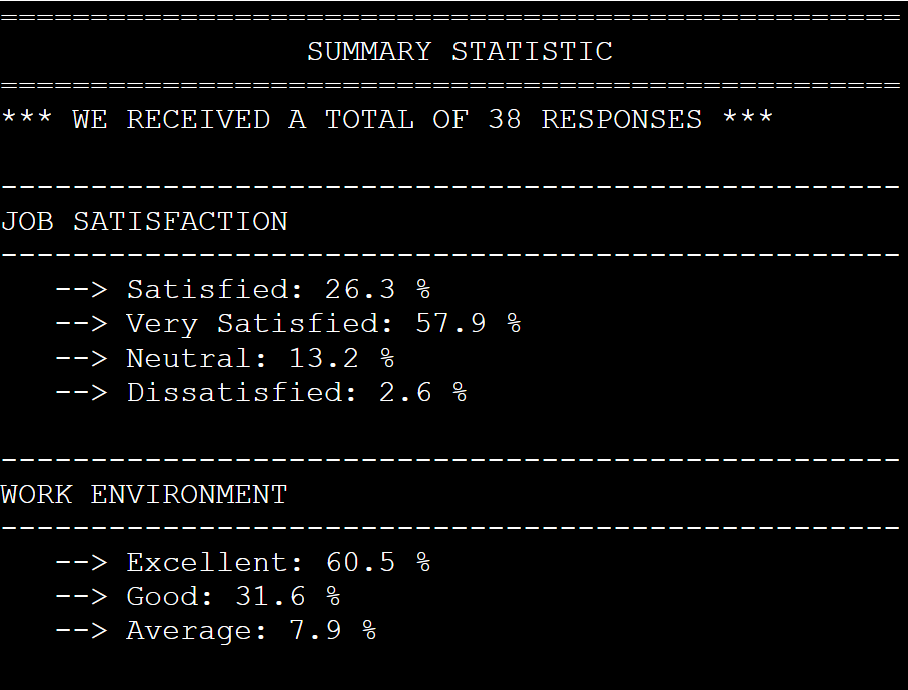 ==================================================
SUMMARY STATISTIC
==================================================
*** WE RECEIVED A TOTAL OF 38 RESPONSES ***
--------------------------------------------------
JOB SATISFACTION
--------------------------------------------------
--> Satisfied: 26.3 %
--> Very Satisfied: 57.9 %
--> Neutral: 13.2 %
--> Dissatisfied: 2.6 %
--------------------------------------------------
WORK ENVIRONMENT
--------------------------------------------------
--> Excellent: 60.5 %
--> Good: 31.6 %
--> Average: 7.9 %